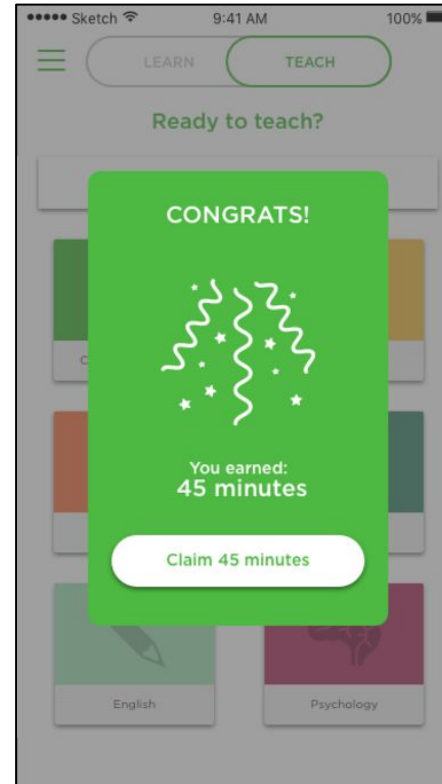 Sketch 9:41 AM 100%
LEARN TEACH
Ready to teach?
CONGRATS!
You earned:
45 minutes
Claim 45 minutes
English Psychology